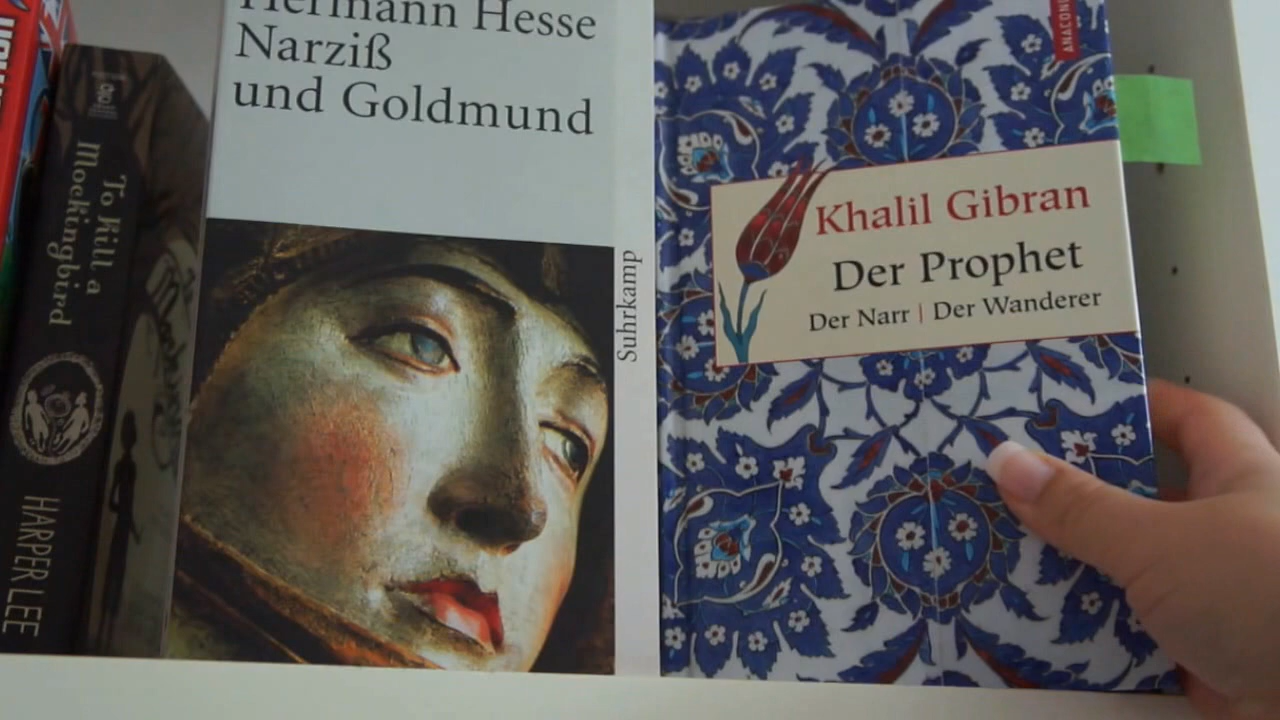 To Kill a
Mockingbird
HARPER LEE
Hermann Hesse
Narziß
und Goldmund
Suhrkamp
Khalil Gibran
Der Prophet
Der Narr | Der Wanderer